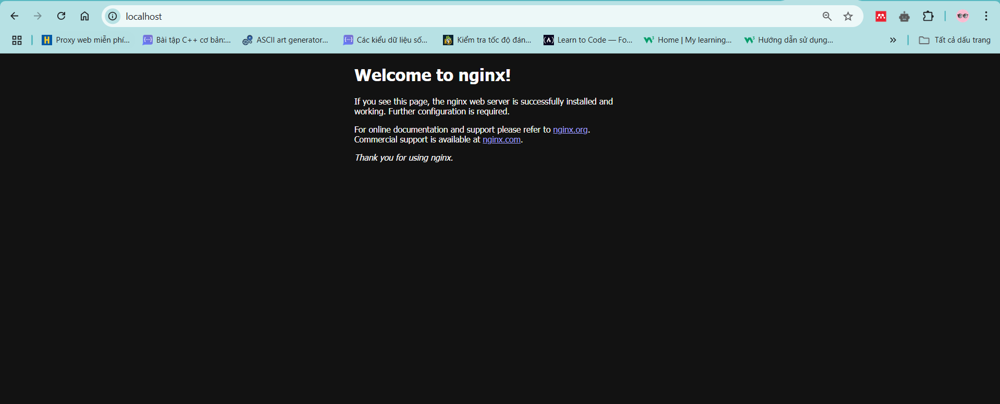 localhost
Proxy web miễn phí...
Bài tập C++ cơ bản:...
ASCII art generator...
Các kiểu dữ liệu số...
Kiểm tra tốc độ đán...
Learn to Code — Fo...
Home | My learning...
Hướng dẫn sử dụng...
Tất cả dấu trang
Welcome to nginx!
If you see this page, the nginx web server is successfully installed and
working. Further configuration is required.
For online documentation and support please refer to nginx.org.
Commercial support is available at nginx.com.
Thank you for using nginx.